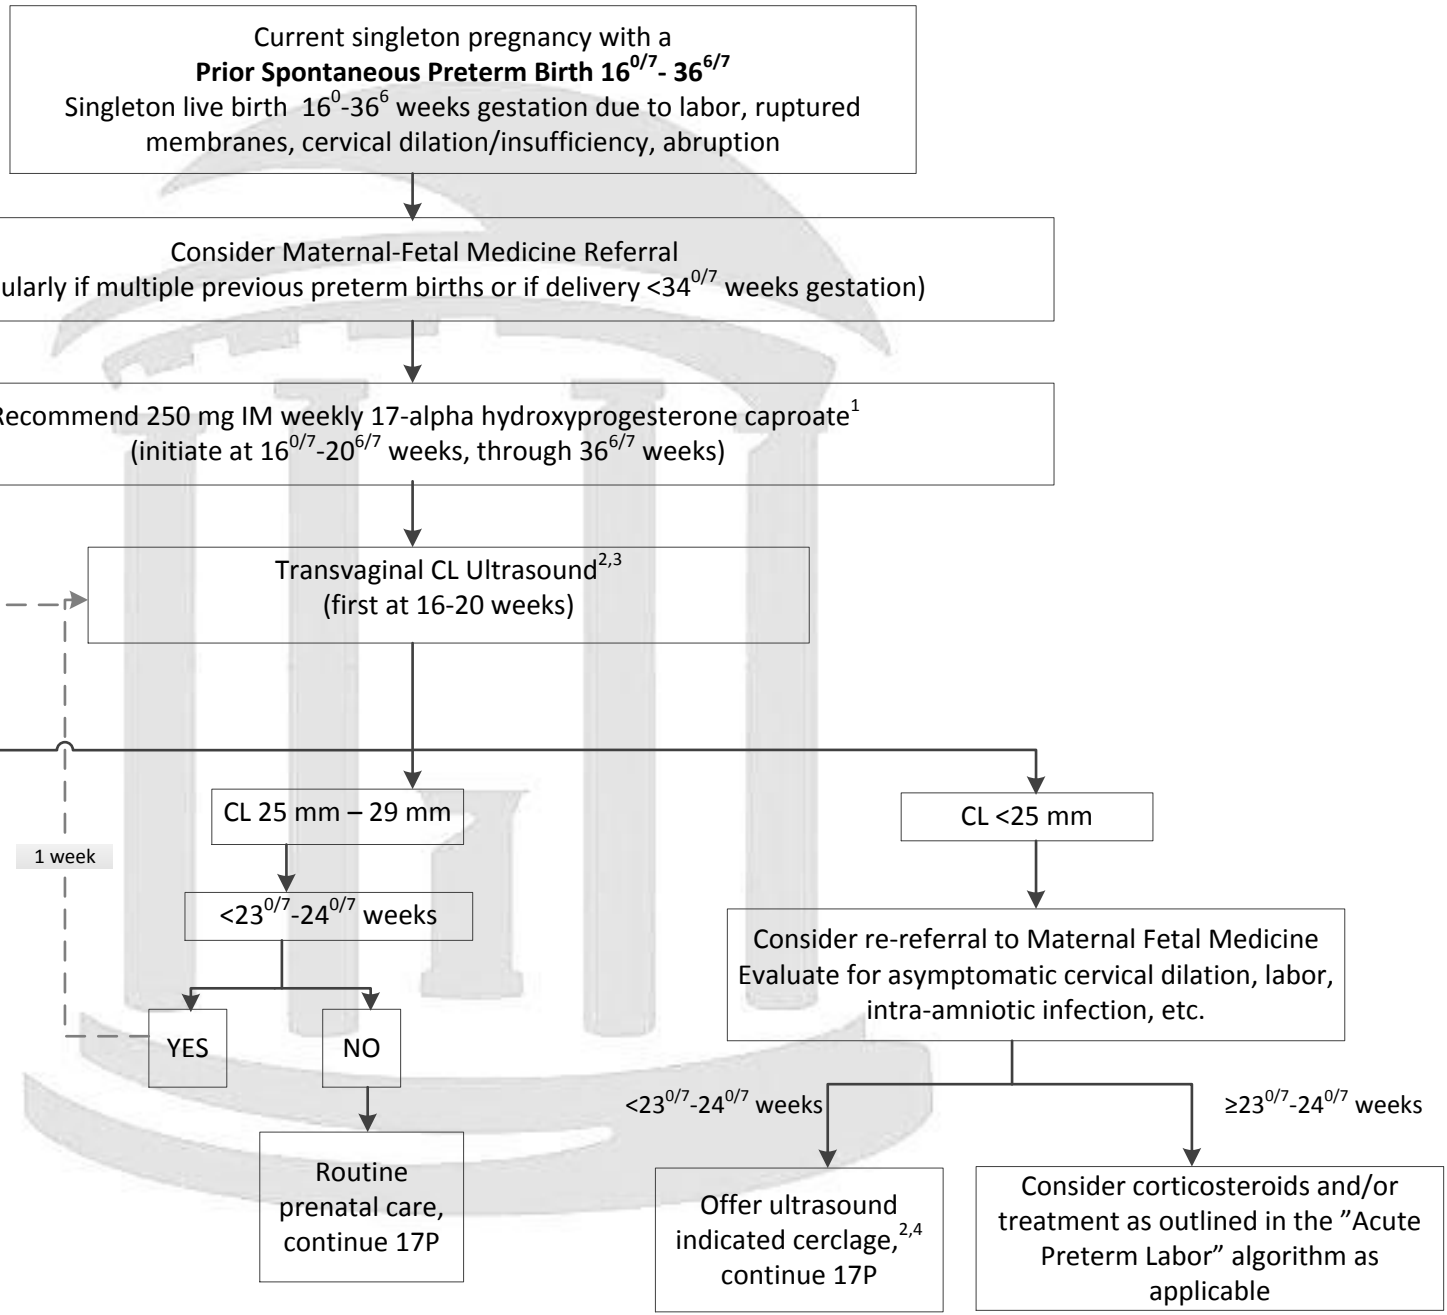 Current singleton pregnancy with a
Prior Spontaneous Preterm Birth 16^0/7- 36^6/7
Singleton live birth 16^0-36^6 weeks gestation due to labor, ruptured
membranes, cervical dilation/insufficiency, abruption
Consider Maternal-Fetal Medicine Referral
ularly if multiple previous preterm births or if delivery <34^0/7 weeks gestation)
Recommend 250 mg IM weekly 17-alpha hydroxyprogesterone caproate^1
(initiate at 16^0/7-20^6/7 weeks, through 36^6/7 weeks)
Transvaginal CL Ultrasound^2,3
(first at 16-20 weeks)
CL 25 mm – 29 mm
CL <25 mm
1 week
<23^0/7-24^0/7 weeks
Consider re-referral to Maternal Fetal Medicine
Evaluate for asymptomatic cervical dilation, labor,
intra-amniotic infection, etc.
YES
NO
<23^0/7-24^0/7 weeks
≥23^0/7-24^0/7 weeks
Routine
prenatal care,
continue 17P
Offer ultrasound
indicated cerclage,^2,4
continue 17P
Consider corticosteroids and/or
treatment as outlined in the ”Acute
Preterm Labor” algorithm as
applicable